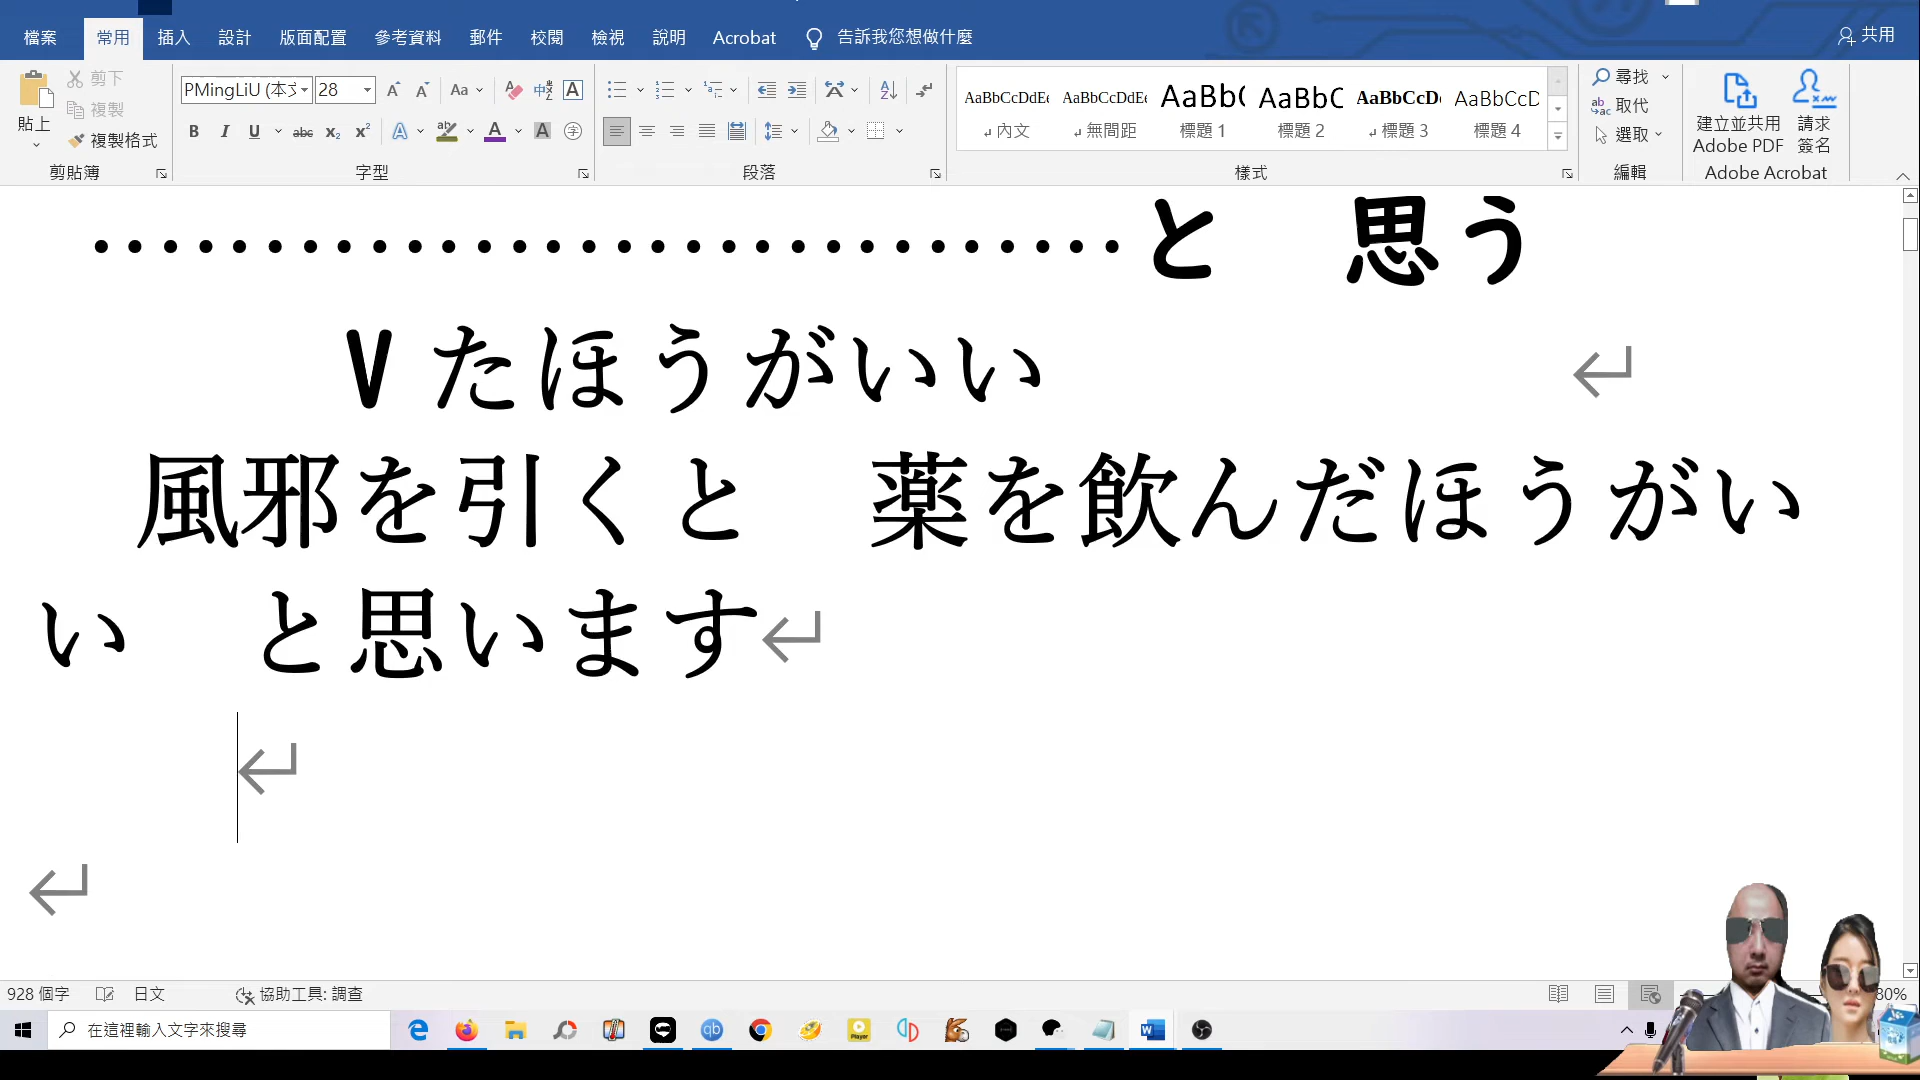 檔案 常用 插入 設計 版面配置 參考資料 郵件 校閱 檢視 說明 Acrobat 告訴我您想做什麼 共用
貼上 剪下 複製 複製格式
剪貼簿
PMingLiU (本文 28
字型
段落
AaBbCcDdEe AaBbCcDdEe AaBb( AaBbC AaBbCcD AaBbCcD
內文 無間距 標題 1 標題 2 標題 3 標題 4
樣式
尋找
取代
選取
編輯
建立並共用 Adobe PDF
請求簽名
Adobe Acrobat
‥‥‥‥‥‥‥‥‥‥‥‥‥‥‥と 思う
V たほうがいい
風邪を引くと 薬を飲んだほうがい
い と思います
928 個字 日文 協助工具: 調查 80%
在這裡輸入文字來搜尋